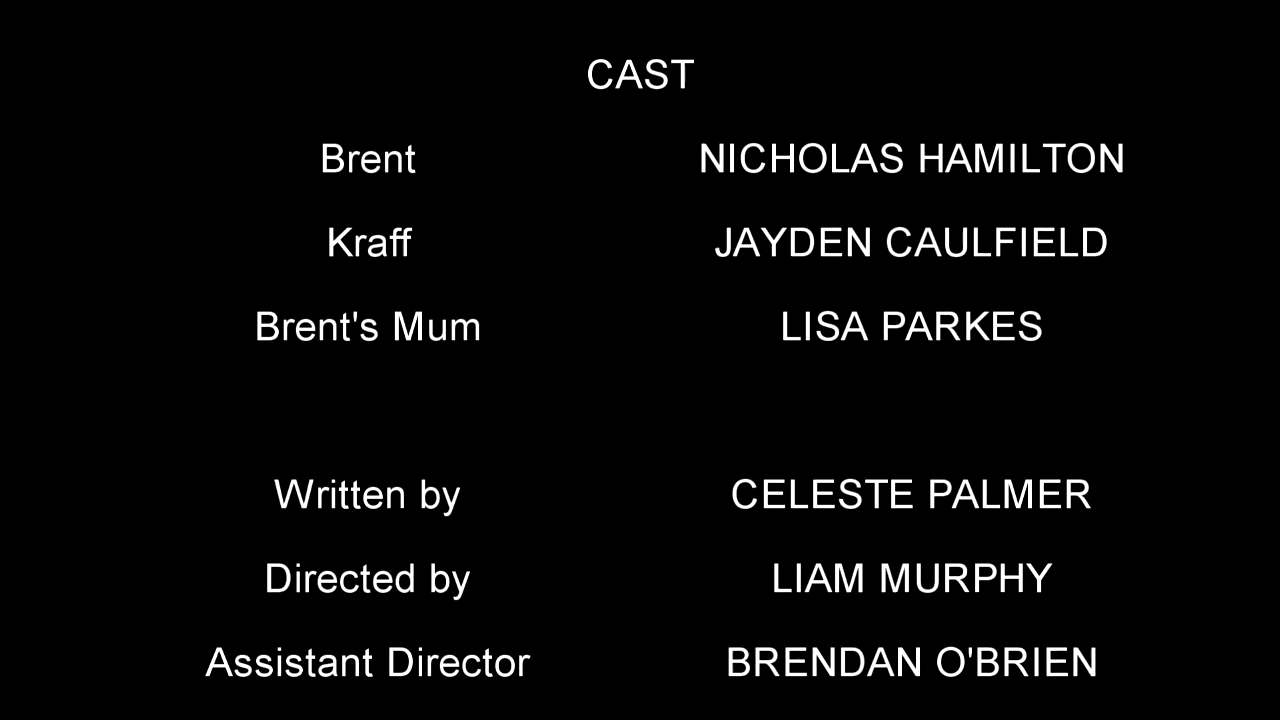 CAST
Brent NICHOLAS HAMILTON
Kraff JAYDEN CAULFIELD
Brent's Mum LISA PARKES
Written by CELESTE PALMER
Directed by LIAM MURPHY
Assistant Director BRENDAN O'BRIEN